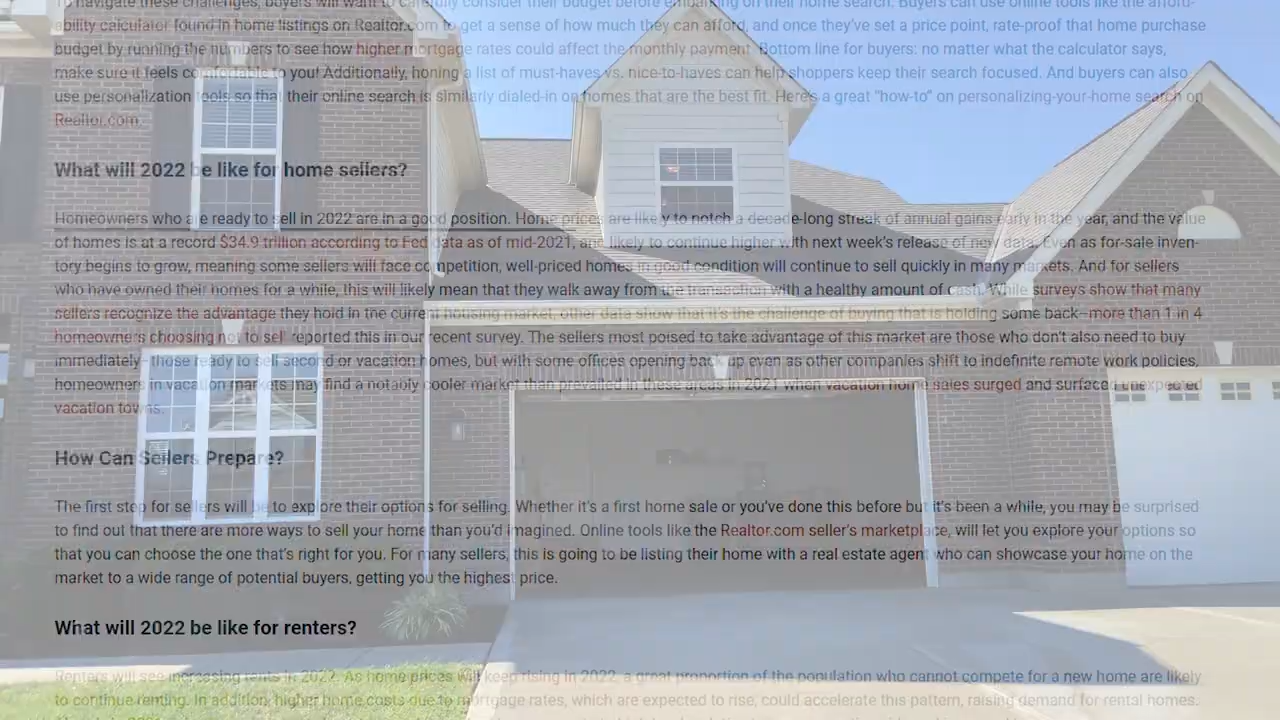 To navigate these challenges, buyers will want to carefully consider their budget before embarking on their home search. Buyers can use online tools like the afford-
bility calculator found in home listings on Realtor.com to get a sense of how much they can afford, and once they've set a price point, rate-proof that home purchase
budget by running the numbers to see how higher mortgage rates could affect the monthly payment. Bottom line for buyers: no matter what the calculator says,
make sure it feels comfortable to you! Additionally, honing a list of must-haves vs. nice-to-haves can help shoppers keep their search focused. And buyers can also
use personalization tools so that their online search is similarly dialed-in on homes that are the best fit. Here's a great "how-to" on personalizing-your-home search on
Realtor.com.
What will 2022 be like for home sellers?
Homeowners who are ready to sell in 2022 are in a good position. Home prices are likely to notch a decade-long streak of annual gains early in the year, and the value
of homes is at a record $34.9 trillion according to Fed data as of mid-2021, and likely to continue higher with next week's release of new data. Even as for-sale inven-
tory begins to grow, meaning some sellers will face competition, well-priced homes in good condition will continue to sell quickly in many markets. And for sellers
who have owned their homes for a while, this will likely mean that they walk away from the transaction with a healthy amount of cash. While surveys show that many
sellers recognize the advantage they hold in the current housing market, other data show that it's the challenge of buying that is holding some back—more than 1 in 4
homeowners choosing not to sell reported this in our recent survey. The sellers most poised to take advantage of this market are those who don't also need to buy
immediately—those ready to sell second or vacation homes, but with some offices opening back up even as other companies shift to indefinite remote work policies,
homeowners in vacation markets may find a notably cooler market than prevailed in these areas in 2021 when vacation home sales surged and surfaced unexpected
vacation towns.
How Can Sellers Prepare?
The first step for sellers will be to explore their options for selling. Whether it's a first home sale or you've done this before but it's been a while, you may be surprised
to find out that there are more ways to sell your home than you'd imagined. Online tools like the Realtor.com seller's marketplace, will let you explore your options so
that you can choose the one that's right for you. For many sellers, this is going to be listing their home with a real estate agent who can showcase your home on the
market to a wide range of potential buyers, getting you the highest price.
What will 2022 be like for renters?
Renters will see increasing rents in 2022. As home prices will keep rising in 2022, a great proportion of the population who cannot compete for a new home are likely
to continue renting. In addition, higher home costs due to mortgage rates, which are expected to rise, could accelerate this pattern, raising demand for rental homes.